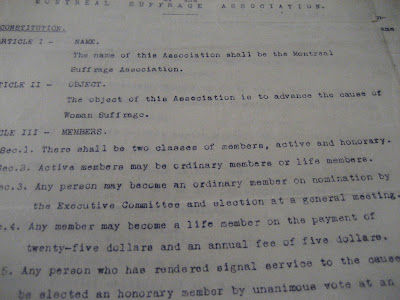 MONTREAL SUFFRAGE ASSOCIATION.
CONSTITUTION.
ARTICLE I - NAME.
The name of this Association shall be the Montreal
Suffrage Association.
ARTICLE II - OBJECT.
The object of this Association is to advance the cause of
Woman Suffrage.
CLE III - MEMBERS.
Sec.1. There shall be two classes of members, active and honorary.
Sec.2. Active members may be ordinary members or life members.
ec.3. Any person may become an ordinary member on nomination by
the Executive Committee and election at a general meeting.
c.4. Any member may become a life member on the payment of
twenty-five dollars and an annual fee of five dollars.
5. Any person who has rendered signal service to the cause
be elected an honorary member by unanimous vote at an